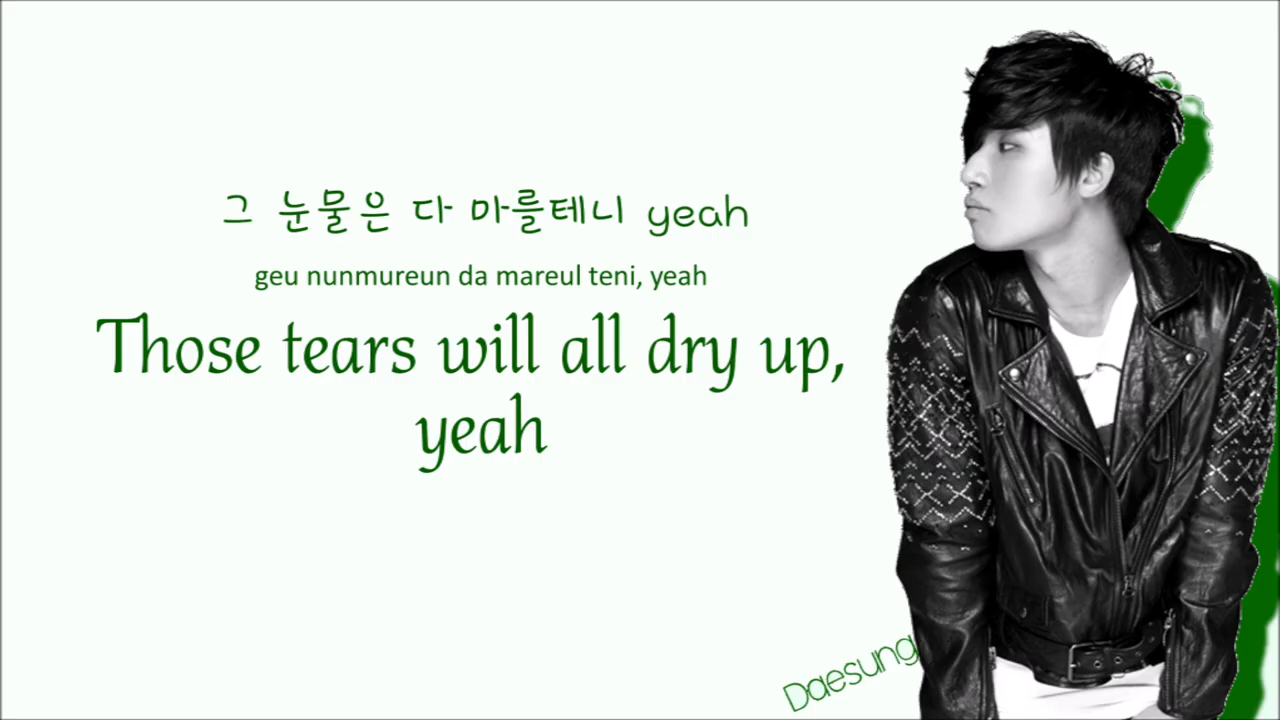 그 눈물은 다 마를테니 yeah
geu nunmureun da mareul teni, yeah
Those tears will all dry up,
yeah
Daesung